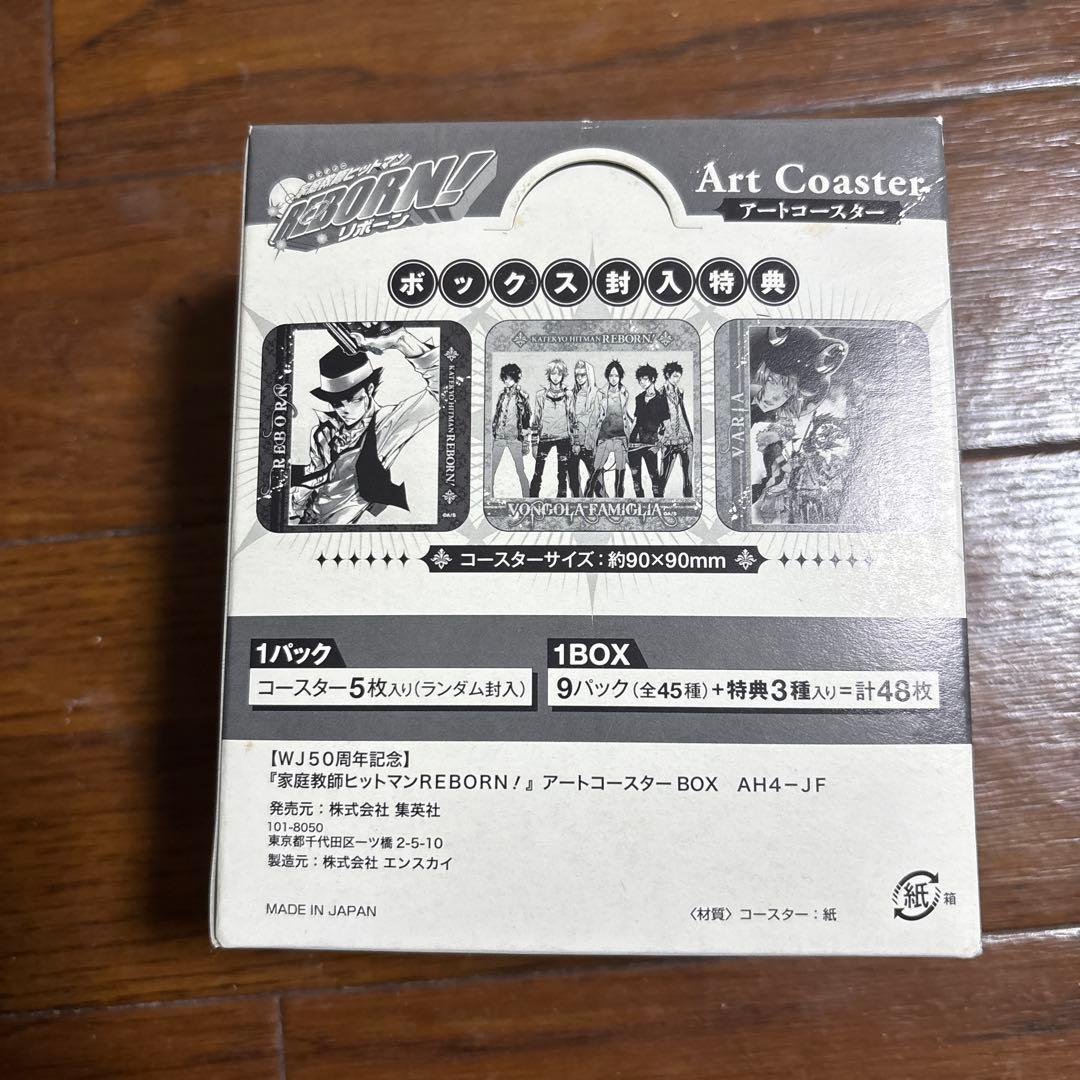 家庭教師ヒットマン
REBORN!
リボーン
Art Coaster
アートコースター
ボックス封入特典
REBORN
KATEKYO HITMAN REBORN!
©A/S
KATEKYO HITMAN REBORN!
VONGOLA FAMIGLIA
VARIA
コースターサイズ:約90×90mm
1パック
コースター5枚入り(ランダム封入)
1BOX
9パック(全45種)+特典3種入り=計48枚
【WJ50周年記念】
『家庭教師ヒットマンREBORN!』アートコースターBOX AH4-JF
発売元:株式会社 集英社
101-8050
東京都千代田区一ツ橋 2-5-10
製造元:株式会社 エンスカイ
MADE IN JAPAN
〈材質〉コースター:紙
紙
箱